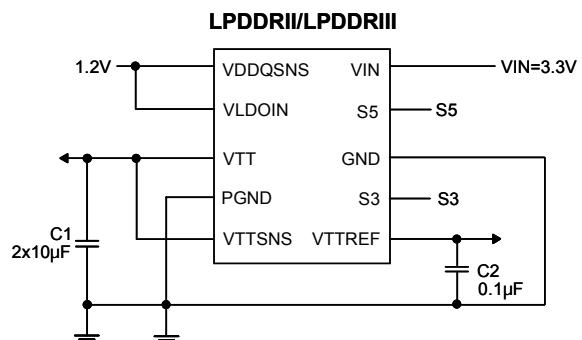 LPDDRII/LPDDRIII
1.2V
VDDQSNS
VIN
VIN=3.3V
VLDOIN
S5
S5
VTT
GND
PGND
S3
S3
C1
2x10µF
VTTSNS
VTTREF
C2
0.1µF